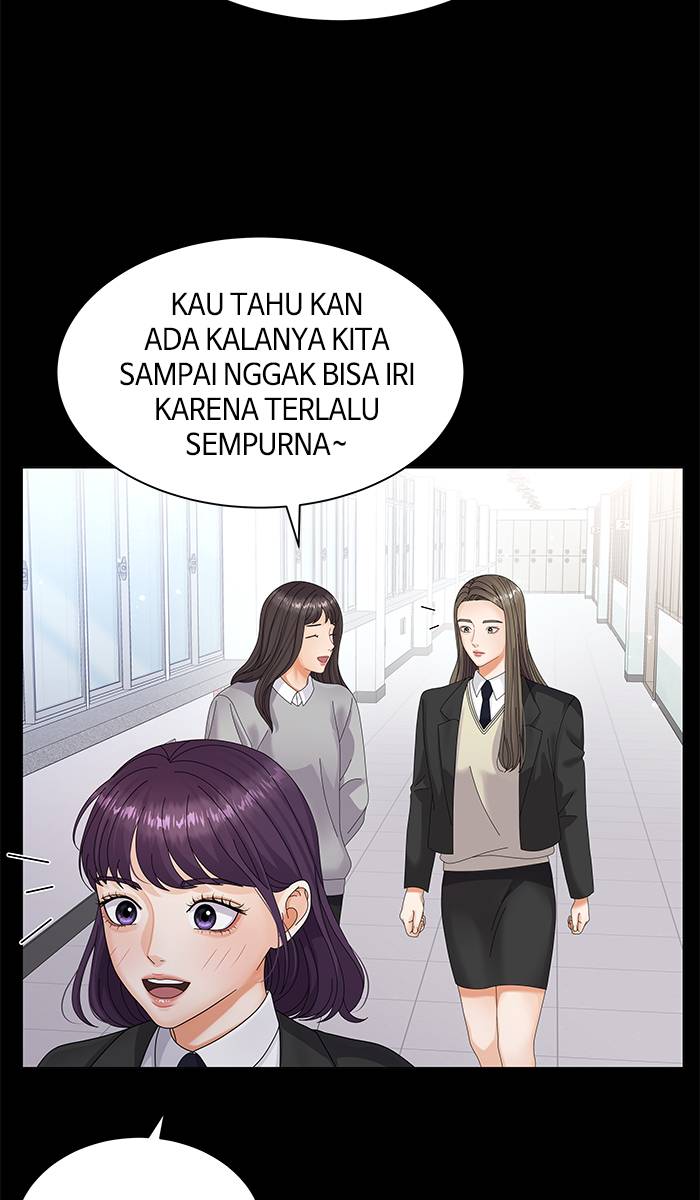 KAU TAHU KAN
ADA KALANYA KITA
SAMPAI NGGAK BISA IRI
KARENA TERLALU
SEMPURNA~